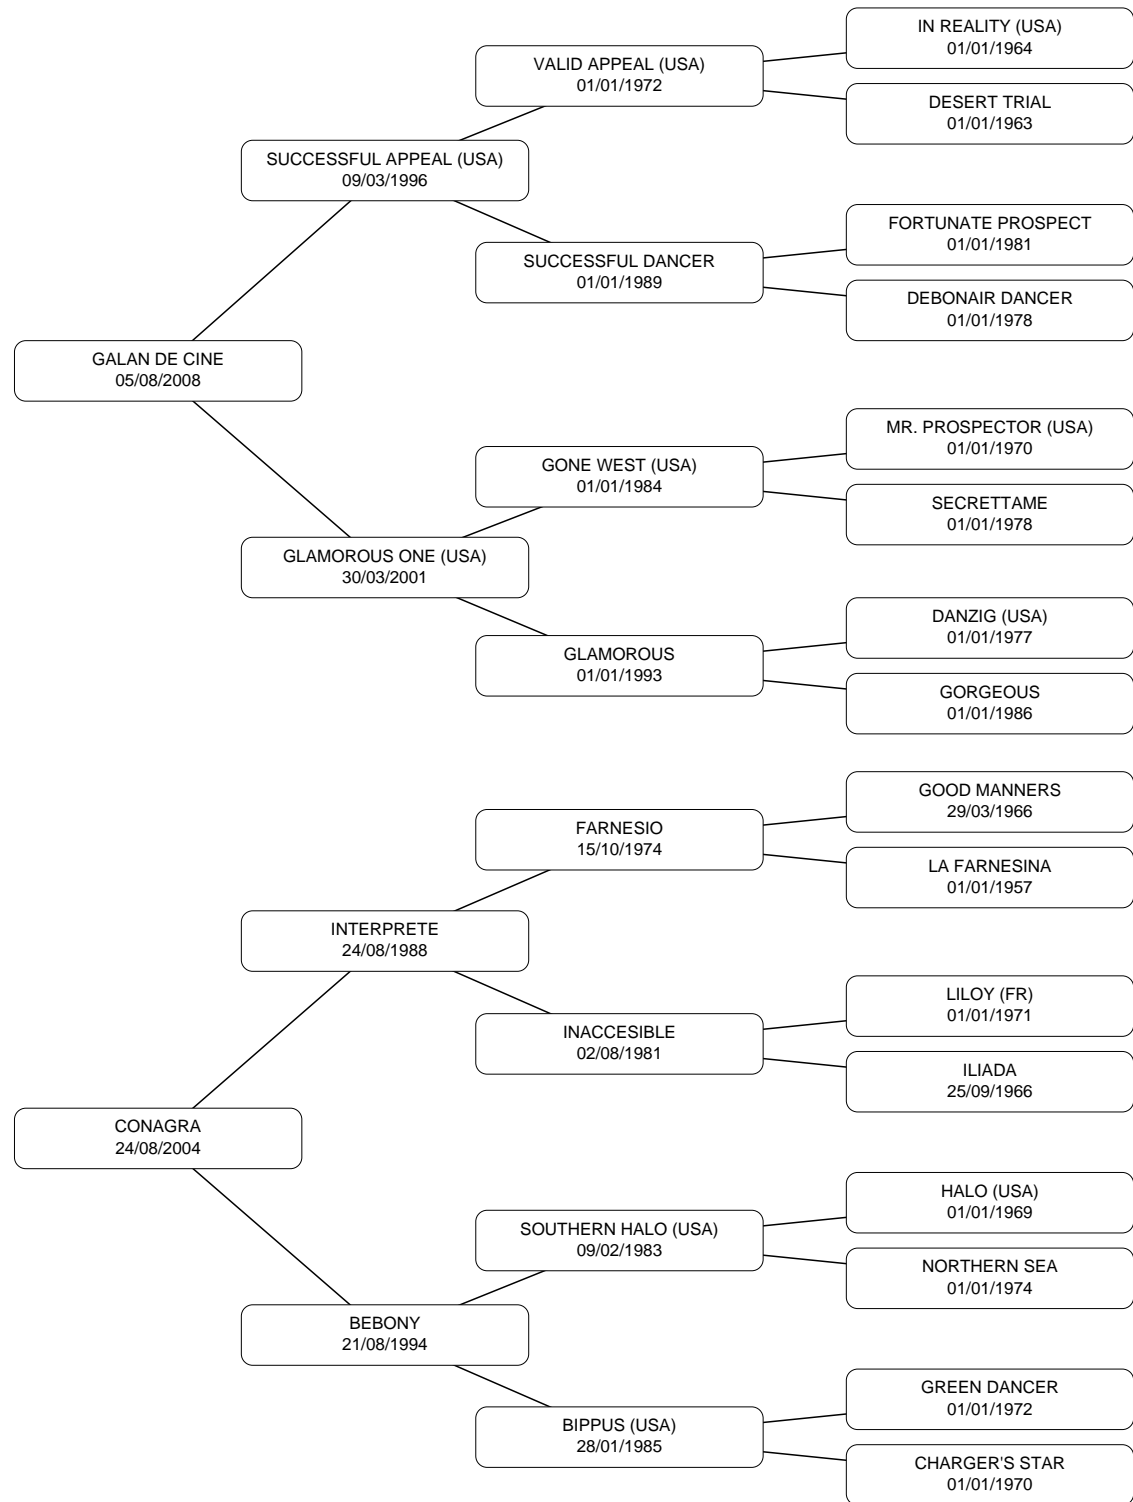 IN REALITY (USA)
01/01/1964
VALID APPEAL (USA)
01/01/1972
DESERT TRIAL
01/01/1963
SUCCESSFUL APPEAL (USA)
09/03/1996
FORTUNATE PROSPECT
01/01/1981
SUCCESSFUL DANCER
01/01/1989
DEBONAIR DANCER
01/01/1978
GALAN DE CINE
05/08/2008
MR. PROSPECTOR (USA)
01/01/1970
GONE WEST (USA)
01/01/1984
SECRETTAME
01/01/1978
GLAMOROUS ONE (USA)
30/03/2001
DANZIG (USA)
01/01/1977
GLAMOROUS
01/01/1993
GORGEOUS
01/01/1986
GOOD MANNERS
29/03/1966
FARNESIO
15/10/1974
LA FARNESINA
01/01/1957
INTERPRETE
24/08/1988
LILOY (FR)
01/01/1971
INACCESIBLE
02/08/1981
ILIADA
25/09/1966
CONAGRA
24/08/2004
HALO (USA)
01/01/1969
SOUTHERN HALO (USA)
09/02/1983
NORTHERN SEA
01/01/1974
BEBONY
21/08/1994
GREEN DANCER
01/01/1972
BIPPUS (USA)
28/01/1985
CHARGER'S STAR
01/01/1970